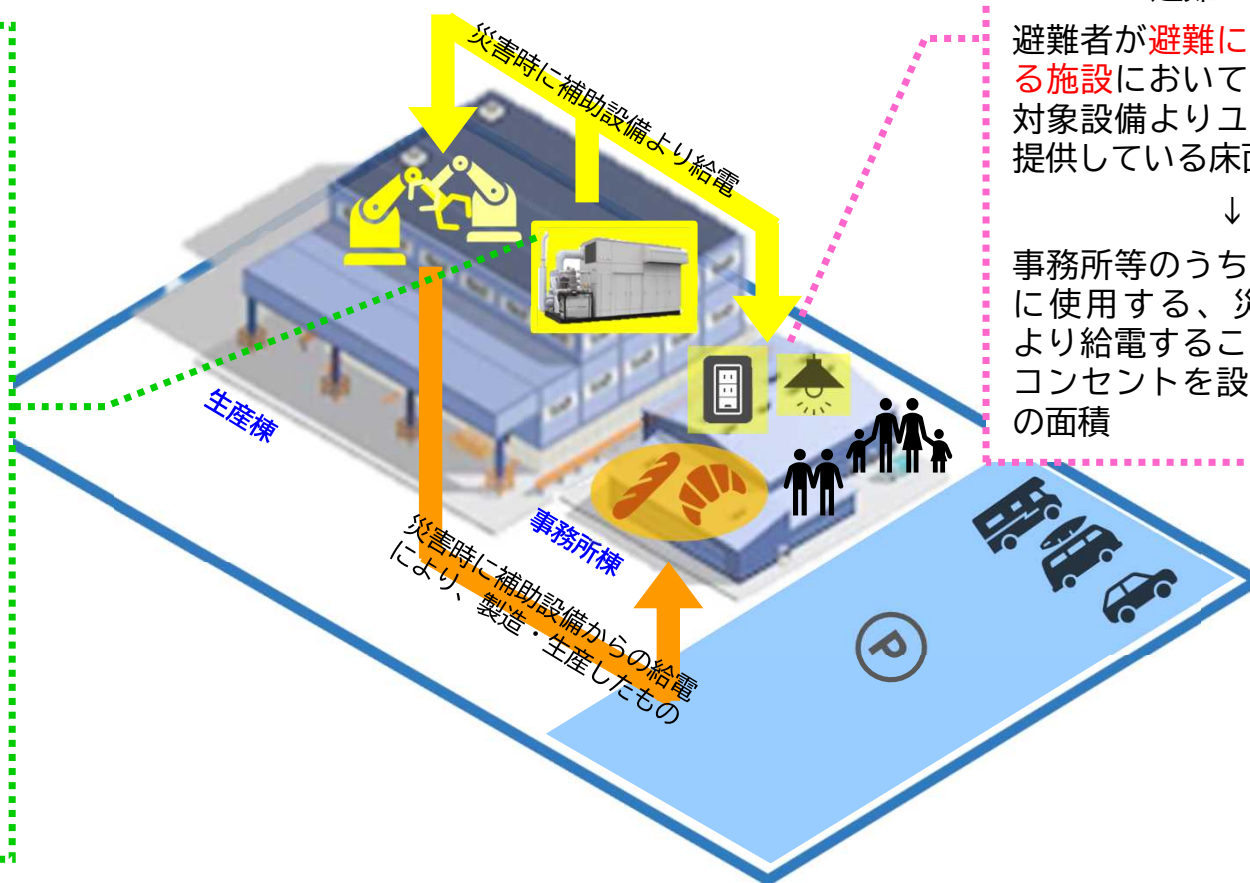 避難者が避難に
る施設において
対象設備よりユ
提供している床面
↓
事務所等のうち
に使用する、災
より給電するこ
コンセントを設
の面積
災害時に補助設備より給電
生産棟
事務所棟
災害時に補助設備からの給電
により、製造・生産したもの
P